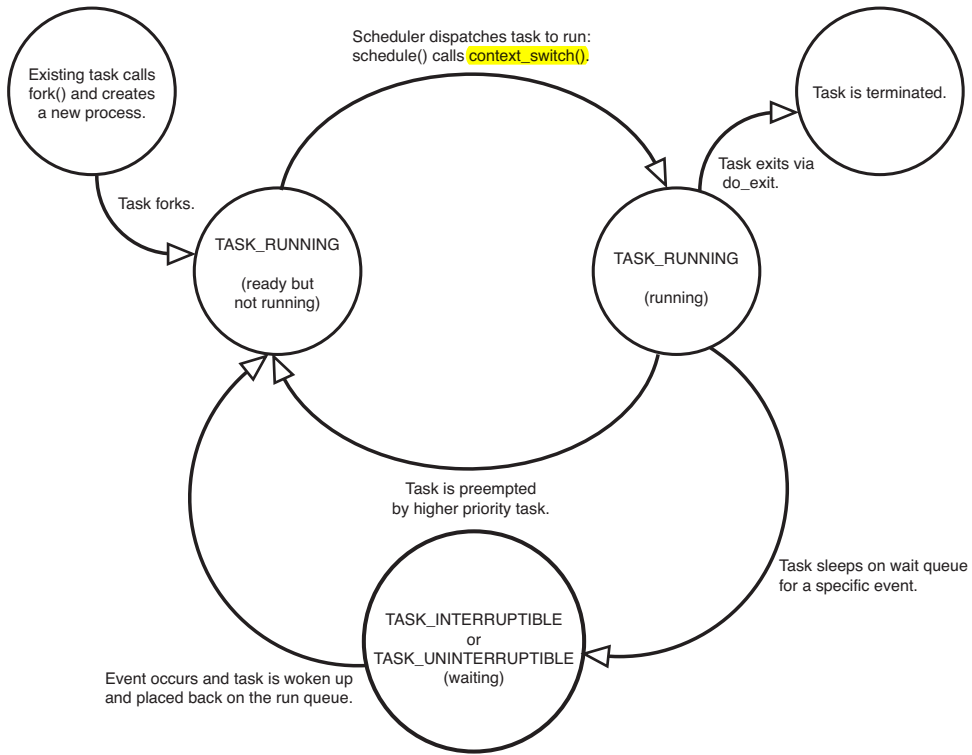 Scheduler dispatches task to run:
schedule() calls context_switch().
Existing task calls
fork() and creates
a new process.
Task is terminated.
Task exits via
do_exit.
Task forks.
TASK_RUNNING
(ready but
not running)
TASK_RUNNING
(running)
Task is preempted
by higher priority task.
Task sleeps on wait queue
for a specific event.
TASK_INTERRUPTIBLE
or
TASK_UNINTERRUPTIBLE
(waiting)
Event occurs and task is woken up
and placed back on the run queue.